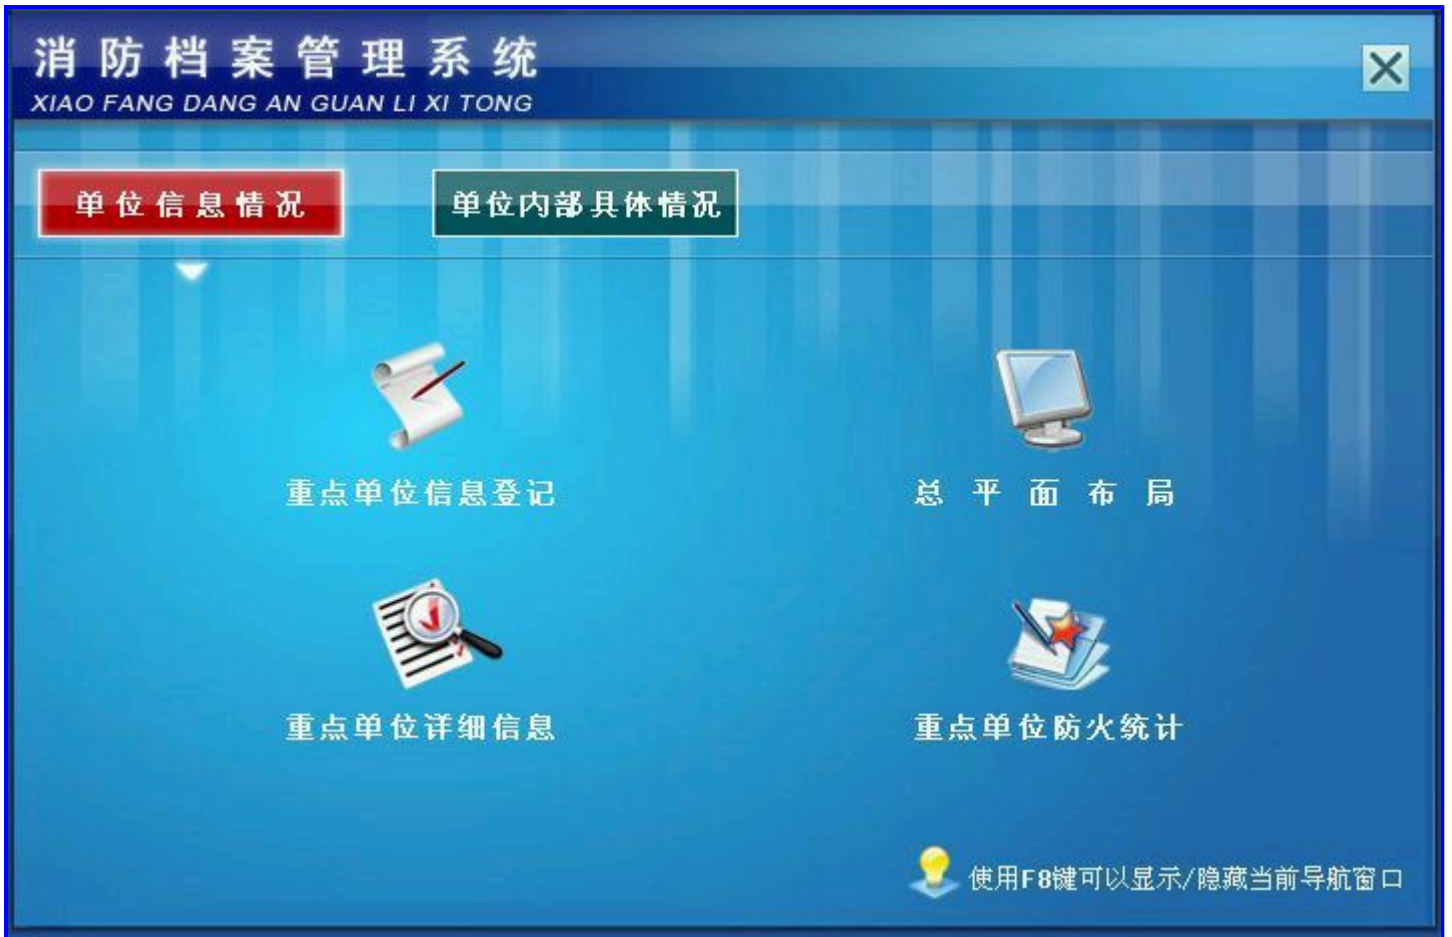 消防档案管理系统
XIAO FANG DANG AN GUAN LI XI TONG
单位信息情况
单位内部具体情况
重点单位信息登记
总平面布局
重点单位详细信息
重点单位防火统计
使用F8键可以显示/隐藏当前导航窗口